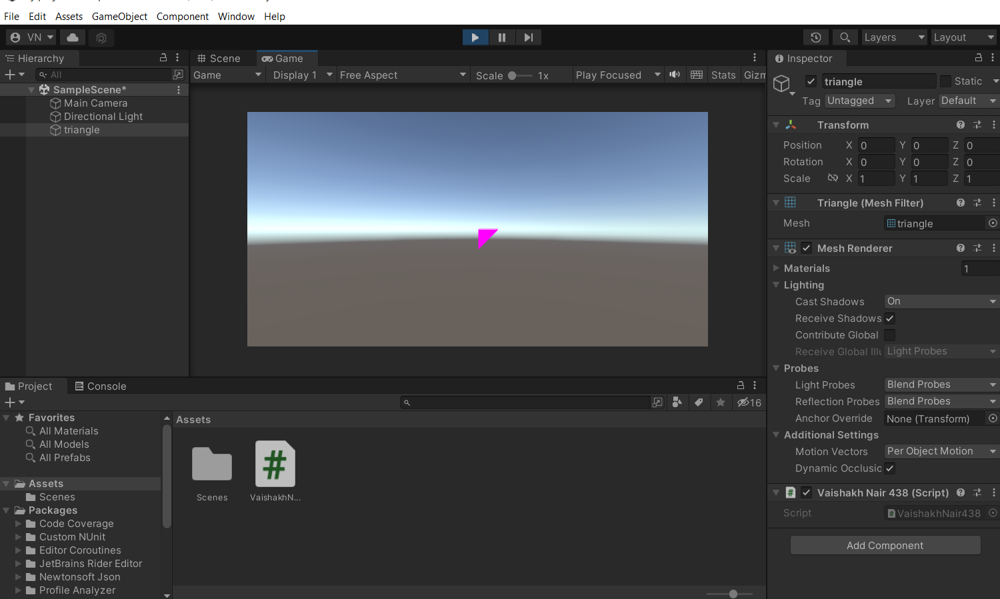 File Edit Assets GameObject Component Window Help
VN Layers Layout
Hierarchy
All
SampleScene*
Main Camera
Directional Light
triangle
Scene Game
Game Display 1 Free Aspect Scale 1x Play Focused Stats Gizm
Inspector
triangle Static
Tag Untagged Layer Default
Transform
Position X 0 Y 0 Z 0
Rotation X 0 Y 0 Z 0
Scale X 1 Y 1 Z 1
Triangle (Mesh Filter)
Mesh triangle
Mesh Renderer
Materials 1
Lighting
Cast Shadows On
Receive Shadows
Contribute Global
Receive Global Illu Light Probes
Probes
Light Probes Blend Probes
Reflection Probes Blend Probes
Anchor Override None (Transform)
Additional Settings
Motion Vectors Per Object Motion
Dynamic Occlusic
# Vaishakh Nair 438 (Script)
Script VaishakhNair438
Add Component
Project Console
16
Favorites
All Materials
All Models
All Prefabs
Assets
Scenes
Packages
Code Coverage
Custom NUnit
Editor Coroutines
JetBrains Rider Editor
Newtonsoft Json
Profile Analyzer
Assets
#
Scenes VaishakhN...